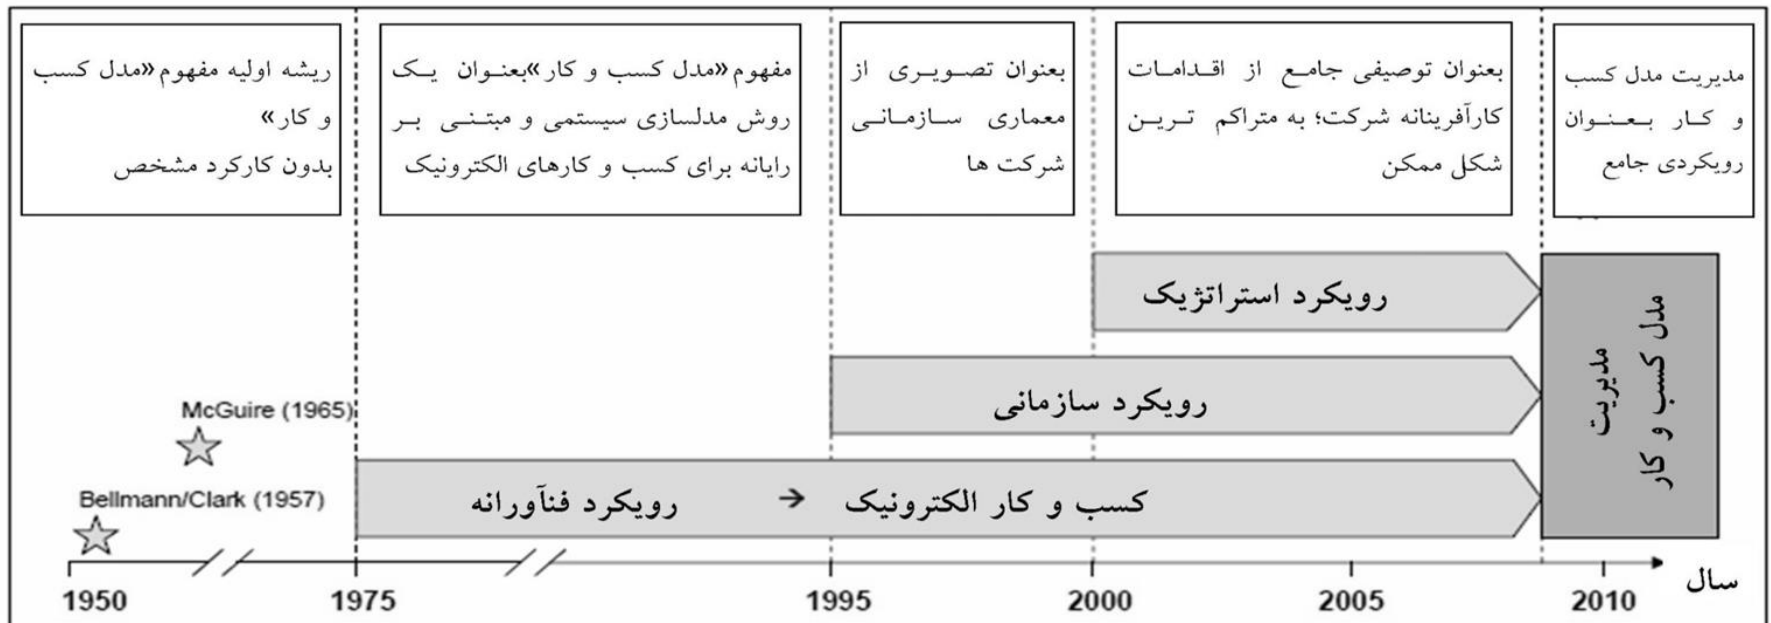 ریشه اولیه مفهوم«مدل کسب
و کار»
بدون کارکرد مشخص
مفهوم«مدل کسب و کار»بعنوان یک
روش مدلسازی سیستمی و مبتنی بر
رایانه برای کسب و کارهای الکترونیک
بعنوان تصویری از
معماری سازمانی
شرکت ها
بعنوان توصیفی جامع از اقدامات
کارآفرینانه شرکت؛ به متراکم ترین
شکل ممکن
مدیریت مدل کسب
و کار بعنوان
رویکردی جامع
رویکرد استراتژیک
رویکرد سازمانی
McGuire (1965)
Bellmann/Clark (1957)
رویکرد فنآورانه → کسب و کار الکترونیک
مدیریت
مدل کسب و کار
1950 1975 1995 2000 2005 2010 سال